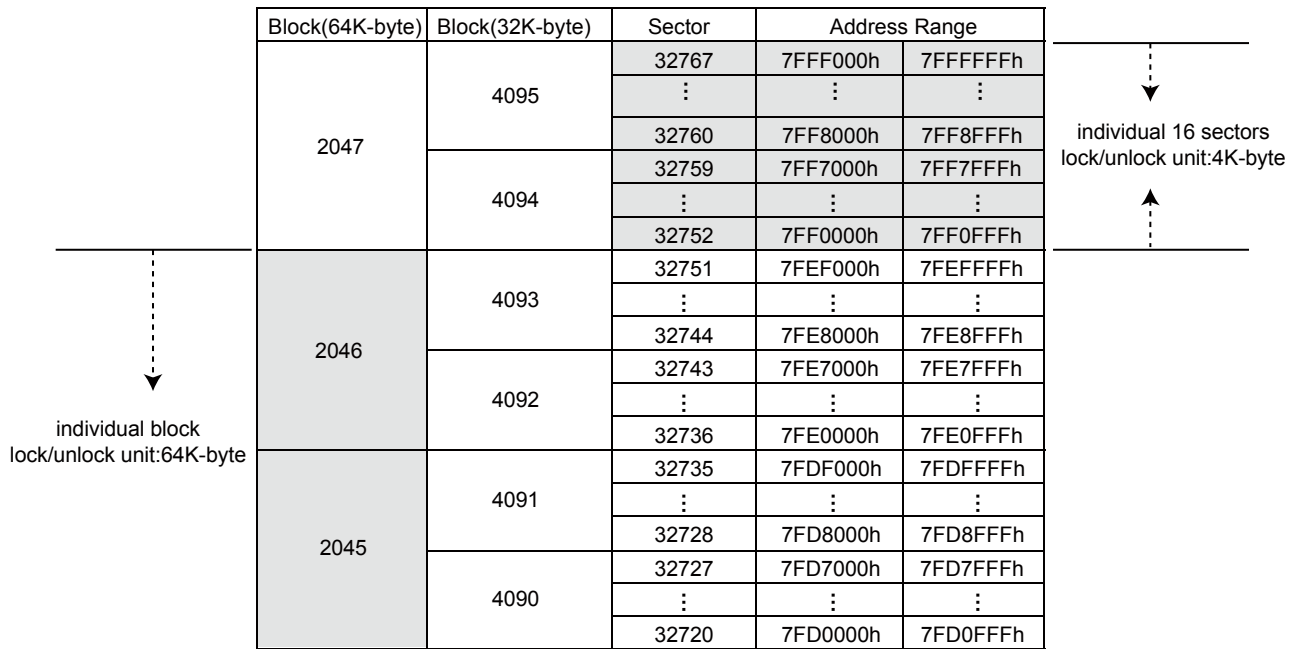 Block(64K-byte) Block(32K-byte) Sector Address Range
32767 7FFF000h 7FFFFFFh
4095
32760 7FF8000h 7FF8FFFh
2047
32759 7FF7000h 7FF7FFFh
4094
32752 7FF0000h 7FF0FFFh
individual 16 sectors
lock/unlock unit:4K-byte
32751 7FEF000h 7FEFFFFh
4093
32744 7FE8000h 7FE8FFFh
2046
32743 7FE7000h 7FE7FFFh
4092
32736 7FE0000h 7FE0FFFh
individual block
lock/unlock unit:64K-byte
32735 7FDF000h 7FDFFFFh
4091
32728 7FD8000h 7FD8FFFh
2045
32727 7FD7000h 7FD7FFFh
4090
32720 7FD0000h 7FD0FFFh